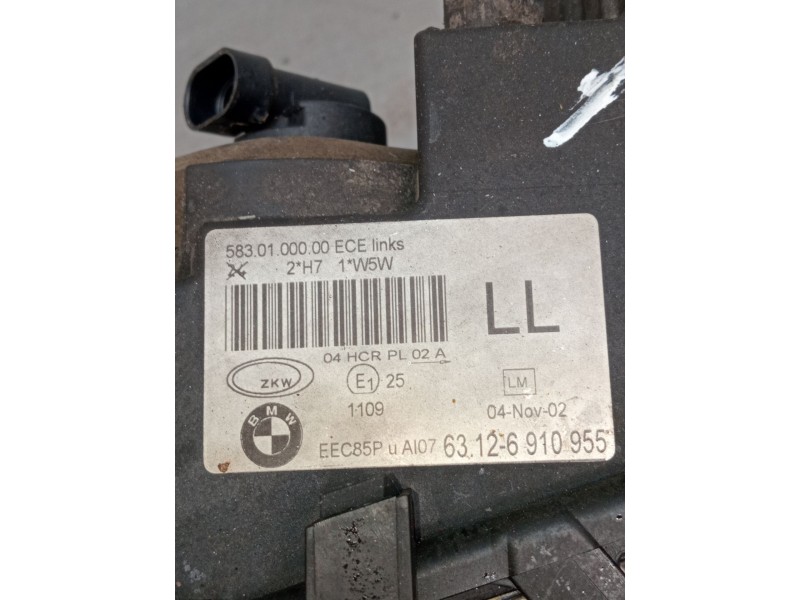 583.01.000.00 ECE links
2*H7 1*W5W
LL
04 HCR PL 02 A
ZKW
E1 25
LM
BMW
1109
04-Nov-02
EEC85P u AI07 63.12-6 910 955